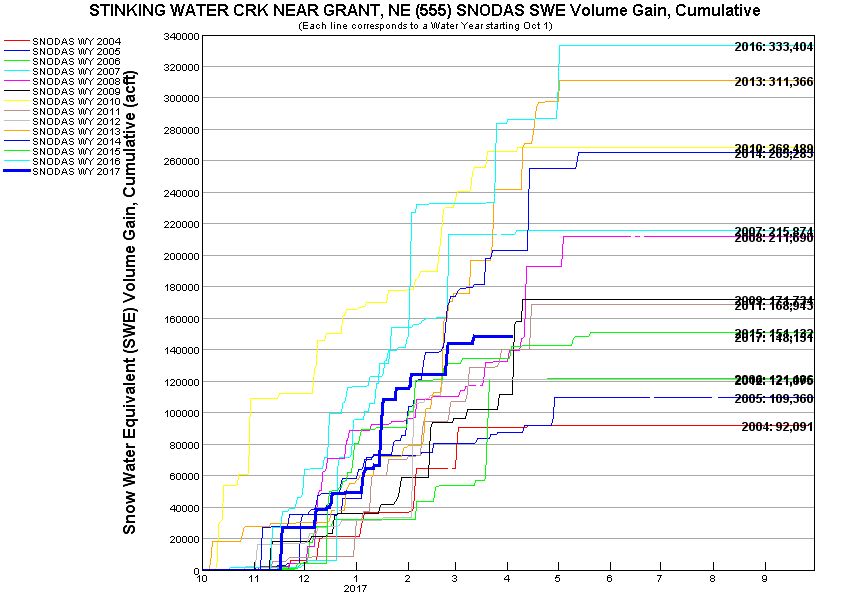 STINKING WATER CRK NEAR GRANT, NE (555) SNODAS SWE Volume Gain, Cumulative
(Each line corresponds to a Water Year starting Oct 1)
SNODAS WY 2004
SNODAS WY 2005
SNODAS WY 2006
SNODAS WY 2007
SNODAS WY 2008
SNODAS WY 2009
SNODAS WY 2010
SNODAS WY 2011
SNODAS WY 2012
SNODAS WY 2013
SNODAS WY 2014
SNODAS WY 2015
SNODAS WY 2016
SNODAS WY 2017
Snow Water Equivalent (SWE) Volume Gain, Cumulative (acft)
340000
320000
300000
280000
260000
240000
220000
200000
180000
160000
140000
120000
100000
80000
60000
40000
20000
0
2016: 333,404
2013: 311,366
2007: 215,874
2008: 211,690
2011: 168,943
2005: 109,360
2004: 92,091
10 11 12 1 2 3 4 5 6 7 8 9
2017